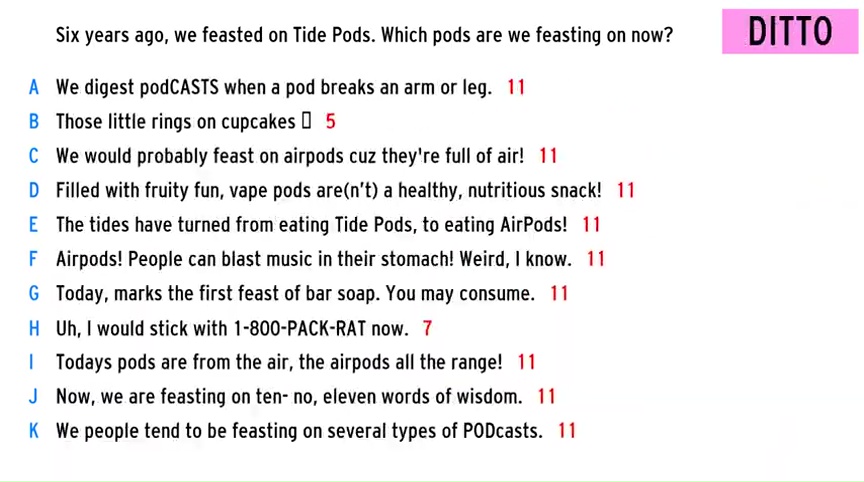 Six years ago, we feasted on Tide Pods. Which pods are we feasting on now?
DITTO
A We digest podCASTS when a pod breaks an arm or leg. 11
B Those little rings on cupcakes ▯ 5
C We would probably feast on airpods cuz they're full of air! 11
D Filled with fruity fun, vape pods are(n't) a healthy, nutritious snack! 11
E The tides have turned from eating Tide Pods, to eating AirPods! 11
F Airpods! People can blast music in their stomach! Weird, I know. 11
G Today, marks the first feast of bar soap. You may consume. 11
H Uh, I would stick with 1-800-PACK-RAT now. 7
I Todays pods are from the air, the airpods all the range! 11
J Now, we are feasting on ten- no, eleven words of wisdom. 11
K We people tend to be feasting on several types of PODcasts. 11